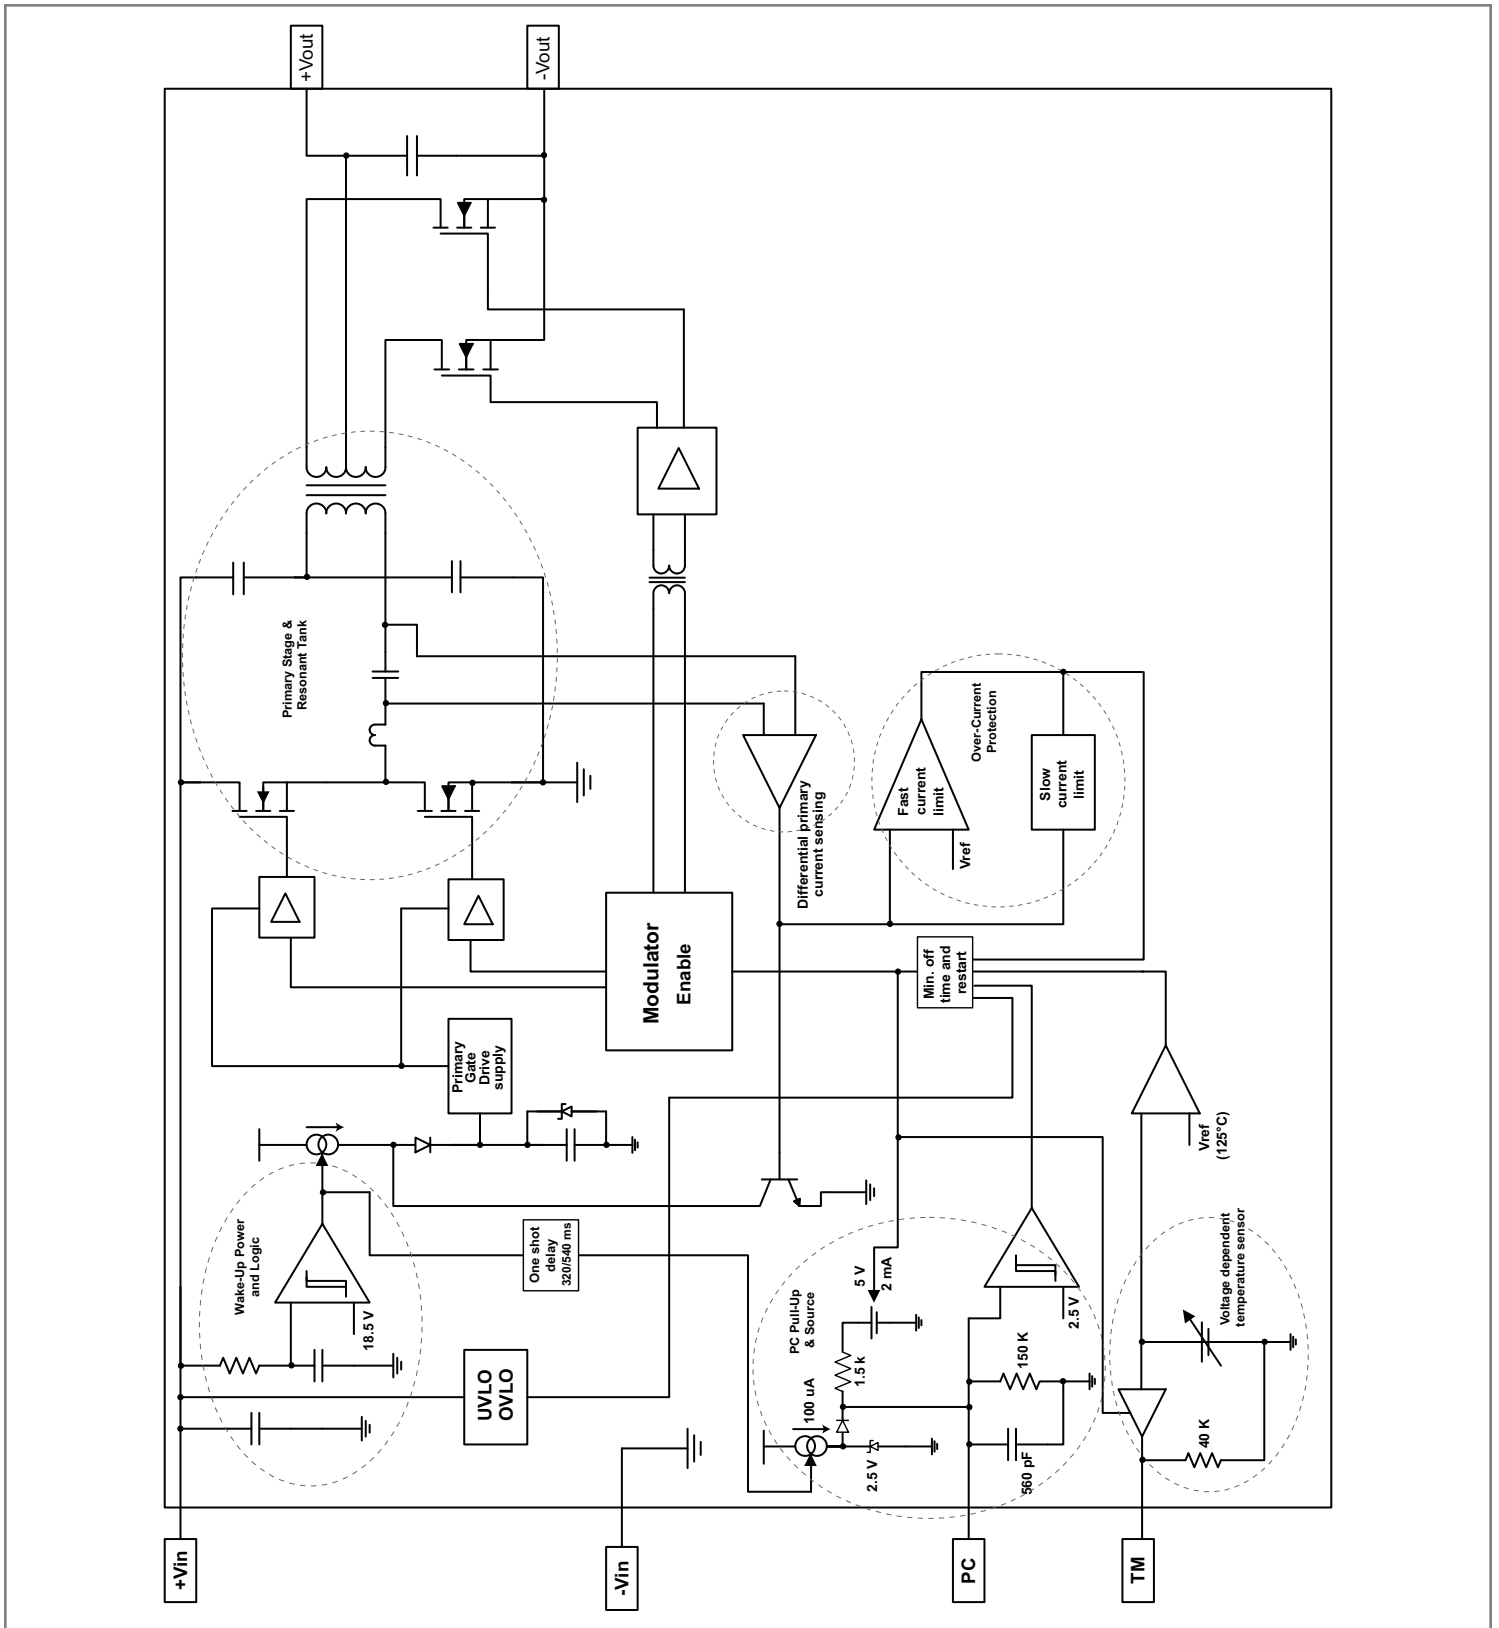 +Vout
-Vout
Primary Stage &
Resonant Tank
Differential primary
current sensing
Fast
current
limit
Vref
Over-Current
Protection
Slow
current
limit
Modulator
Enable
Min. off
time and
restart
Primary
Gate
Drive
supply
Vref
(125°C)
Wake-Up Power
and Logic
18.5 V
One shot
delay
320/540 ms
UVLO
OVLO
PC Pull-Up
& Source
5 V
2 mA
1.5 k
100 uA
2.5 V
2.5 V
150 K
560 pF
Voltage dependent
temperature sensor
40 K
+Vin
-Vin
PC
TM